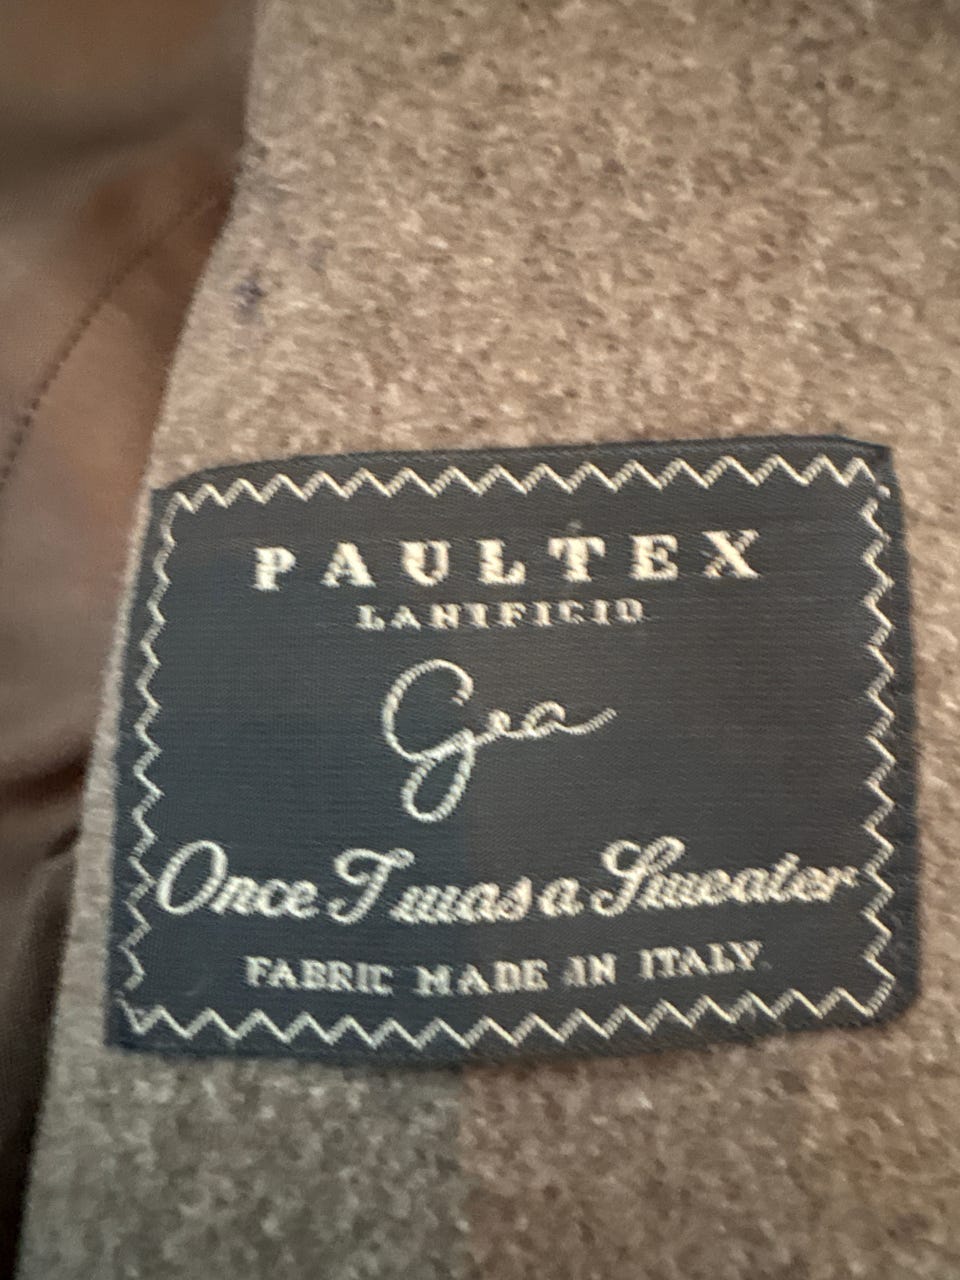 PAULTEX
LANIFICIO
Gea
Once I was a Sweater
FABRIC MADE IN ITALY